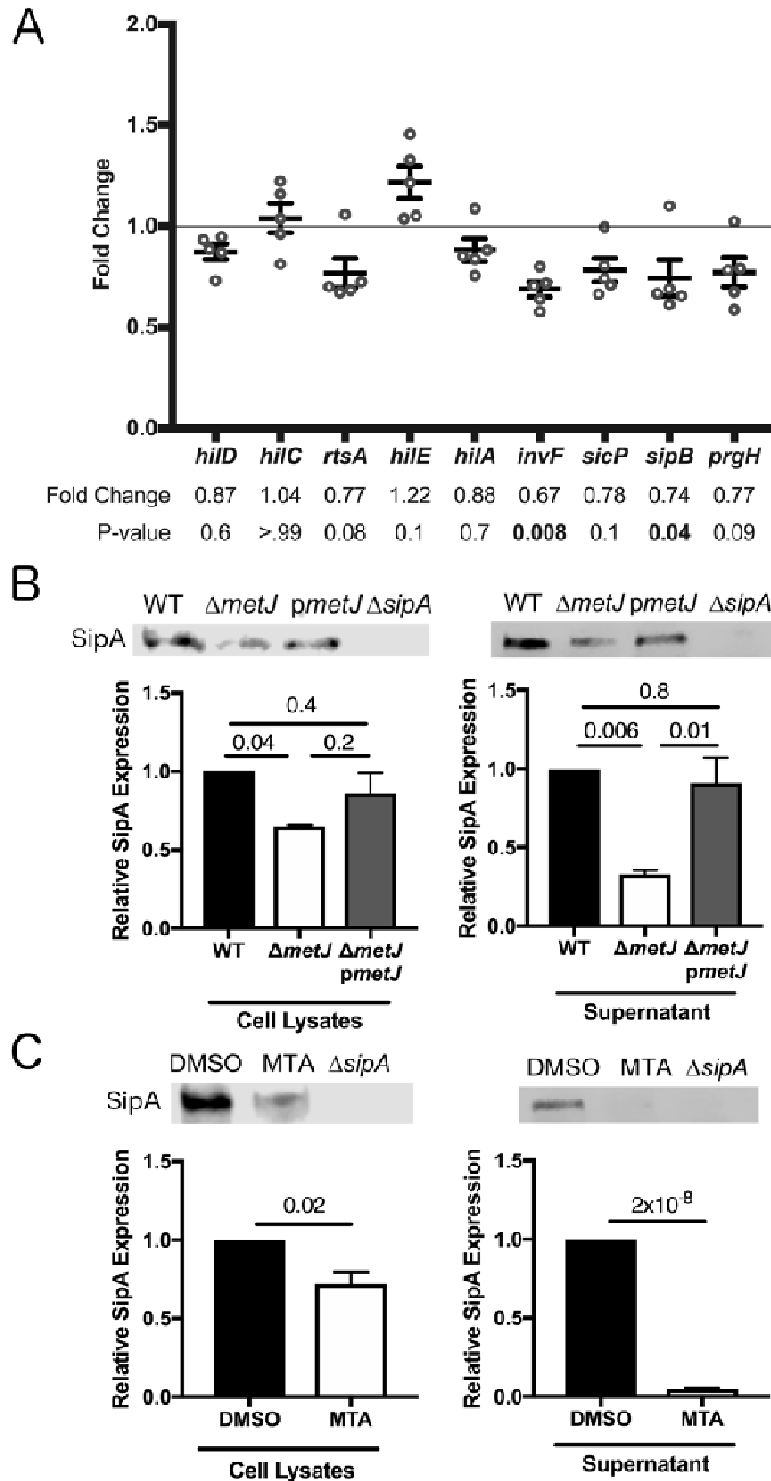 A
Fold Change
2.0
1.5
1.0
0.5
0.0
hilD hilC rtsA hilE hilA invF sicP sipB prgH
Fold Change 0.87 1.04 0.77 1.22 0.88 0.67 0.78 0.74 0.77
P-value 0.6 >.99 0.08 0.1 0.7 0.008 0.1 0.04 0.09
B
WT ΔmetJ pmetJ ΔsipA
SipA
Relative SipA Expression
1.5
1.0
0.5
0.0
0.4
0.04 0.2
WT ΔmetJ ΔmetJ
pmetJ
Cell Lysates
WT ΔmetJ pmetJ ΔsipA
Relative SipA Expression
1.5
1.0
0.5
0.0
0.8
0.006 0.01
WT ΔmetJ ΔmetJ
pmetJ
Supernatant
C
DMSO MTA ΔsipA
SipA
Relative SipA Expression
1.5
1.0
0.5
0.0
0.02
DMSO MTA
Cell Lysates
DMSO MTA ΔsipA
Relative SipA Expression
1.5
1.0
0.5
0.0
2x10⁻⁸
DMSO MTA
Supernatant